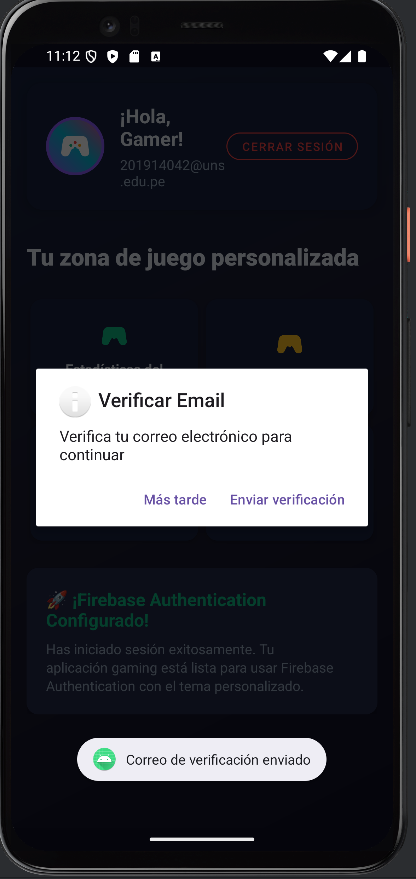 11:12
¡Hola,
Gamer!
201914042@uns
.edu.pe
CERRAR SESIÓN
Tu zona de juego personalizada
Estadísticas del
Verificar Email
Verifica tu correo electrónico para
continuar
Más tarde
Enviar verificación
🚀 ¡Firebase Authentication
Configurado!
Has iniciado sesión exitosamente. Tu
aplicación gaming está lista para usar Firebase
Authentication con el tema personalizado.
Correo de verificación enviado